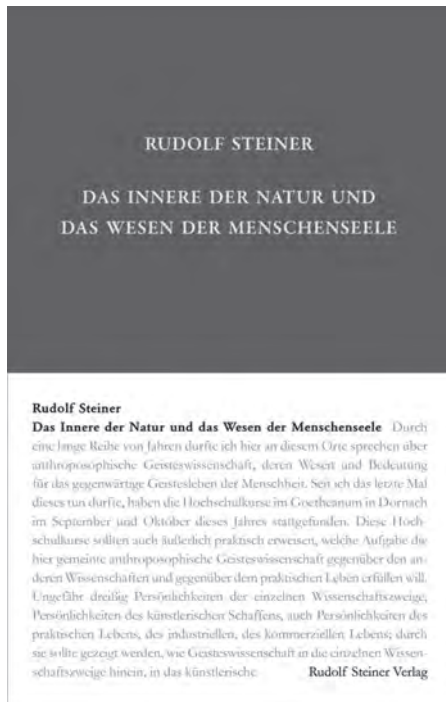 RUDOLF STEINER
DAS INNERE DER NATUR UND
DAS WESEN DER MENSCHENSEELE
Rudolf Steiner
Das Innere der Natur und das Wesen der Menschenseele Durch
eine lange Reihe von Jahren durfte ich hier an diesem Orte sprechen über
anthroposophische Geisteswissenschaft, deren Wesen und Bedeutung
für das gegenwärtige Geistesleben der Menschheit. Seit ich das letzte Mal
dieses tun durfte, haben die Hochschulkurse im Goetheanum in Dornach
im September und Oktober dieses Jahres stattgefunden. Diese Hoch-
schulkurse sollten auch äußerlich praktisch erweisen, welche Aufgabe die
hier gemeinte anthroposophische Geisteswissenschaft gegenüber den an-
deren Wissenschaften und gegenüber dem praktischen Leben erfüllen will.
Ungefähr dreißig Persönlichkeiten der einzelnen Wissenschaftszweige,
Persönlichkeiten des künstlerischen Schaffens, auch Persönlichkeiten des
praktischen Lebens, des industriellen, des kommerziellen Lebens; durch
sie sollte gezeigt werden, wie Geisteswissenschaft in die einzelnen Wissen-
schaftszweige hinein, in das künstlerische Rudolf Steiner Verlag